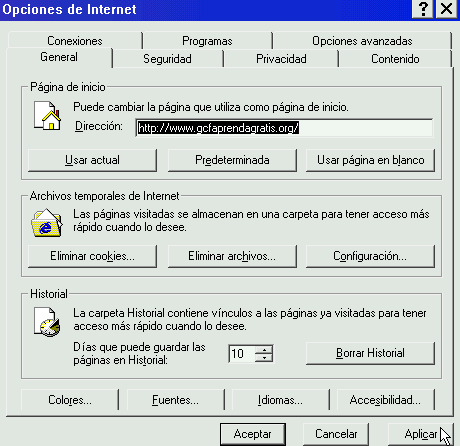 Opciones de Internet
Conexiones Programas Opciones avanzadas
General Seguridad Privacidad Contenido
Página de inicio
Puede cambiar la página que utiliza como página de inicio.
Dirección: http://www.gcfaprendagratis.org/
Usar actual Predeterminada Usar página en blanco
Archivos temporales de Internet
Las páginas visitadas se almacenan en una carpeta para tener acceso más
rápido cuando lo desee.
Eliminar cookies... Eliminar archivos... Configuración...
Historial
La carpeta Historial contiene vínculos a las páginas ya visitadas para tener
acceso más rápido cuando lo desee.
Días que puede guardar las
páginas en Historial: 10 Borrar Historial
Colores... Fuentes... Idiomas... Accesibilidad...
Aceptar Cancelar Aplicar